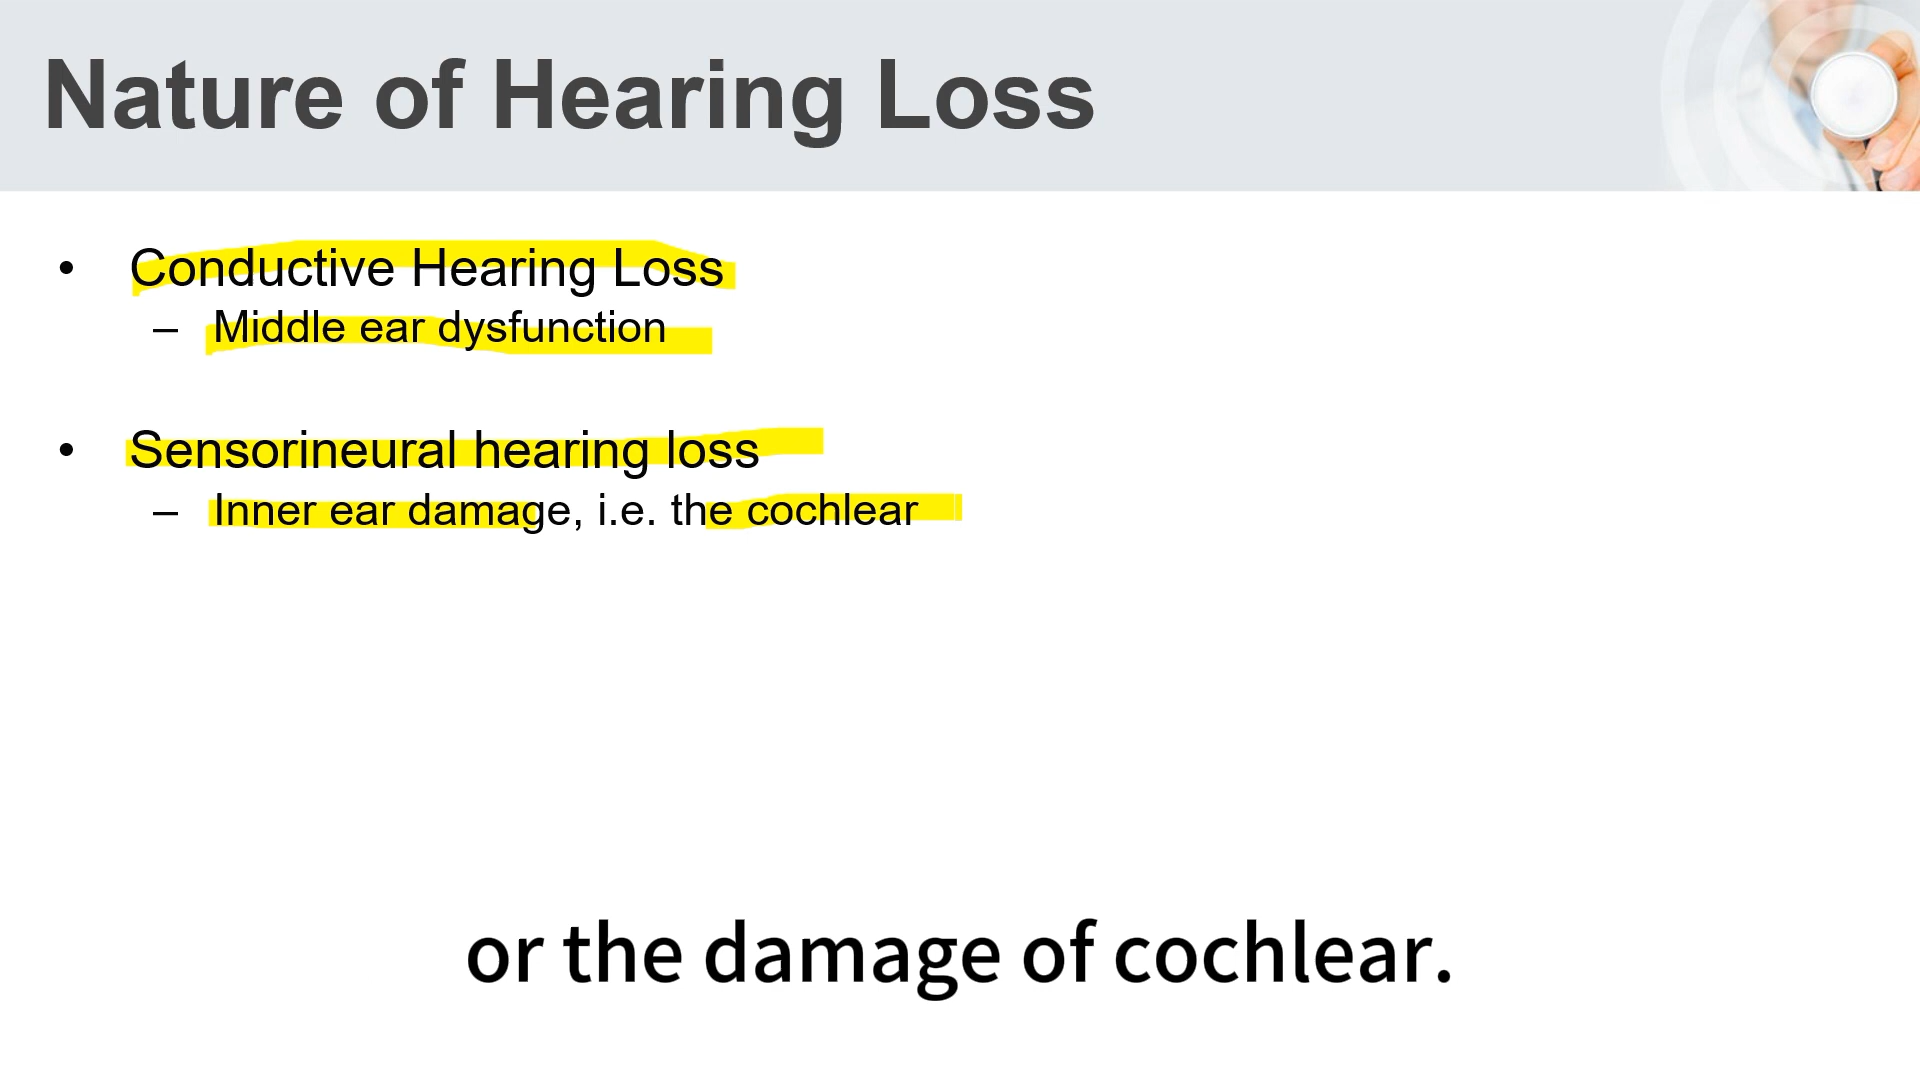 Nature of Hearing Loss
• Conductive Hearing Loss
– Middle ear dysfunction
• Sensorineural hearing loss
– Inner ear damage, i.e. the cochlear
or the damage of cochlear.